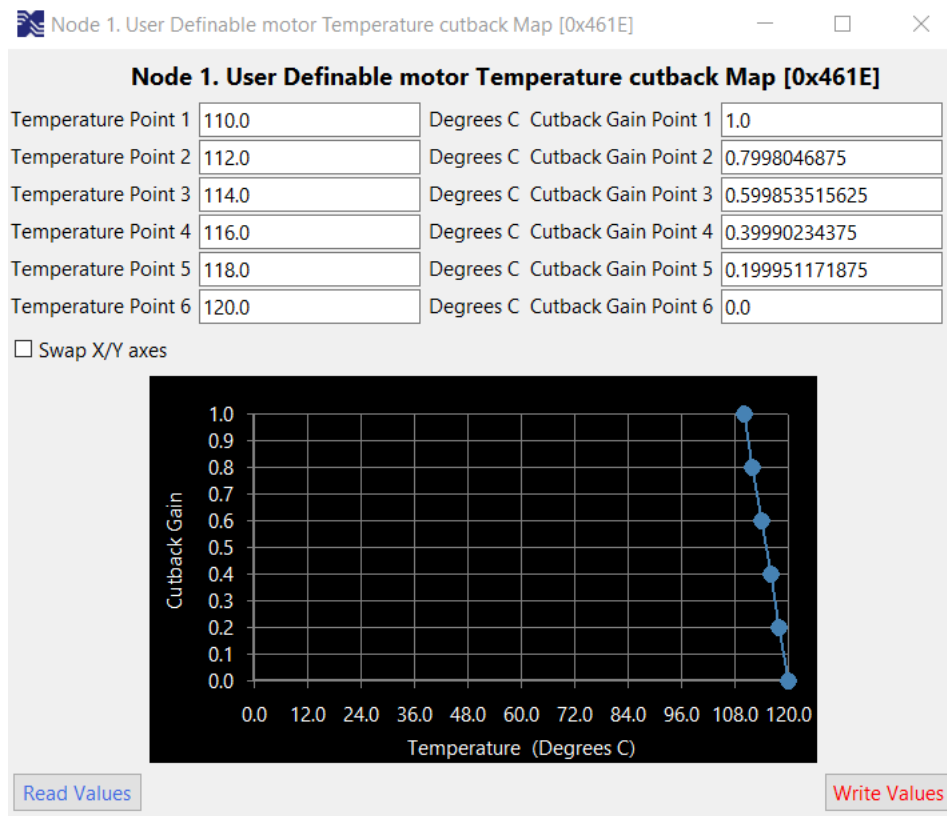 Node 1. User Definable motor Temperature cutback Map [0x461E]
Node 1. User Definable motor Temperature cutback Map [0x461E]
Temperature Point 1 110.0 Degrees C Cutback Gain Point 1 1.0
Temperature Point 2 112.0 Degrees C Cutback Gain Point 2 0.7998046875
Temperature Point 3 114.0 Degrees C Cutback Gain Point 3 0.599853515625
Temperature Point 4 116.0 Degrees C Cutback Gain Point 4 0.39990234375
Temperature Point 5 118.0 Degrees C Cutback Gain Point 5 0.199951171875
Temperature Point 6 120.0 Degrees C Cutback Gain Point 6 0.0
Swap X/Y axes
Cutback Gain
1.0
0.9
0.8
0.7
0.6
0.5
0.4
0.3
0.2
0.1
0.0
0.0 12.0 24.0 36.0 48.0 60.0 72.0 84.0 96.0 108.0 120.0
Temperature (Degrees C)
Read Values Write Values